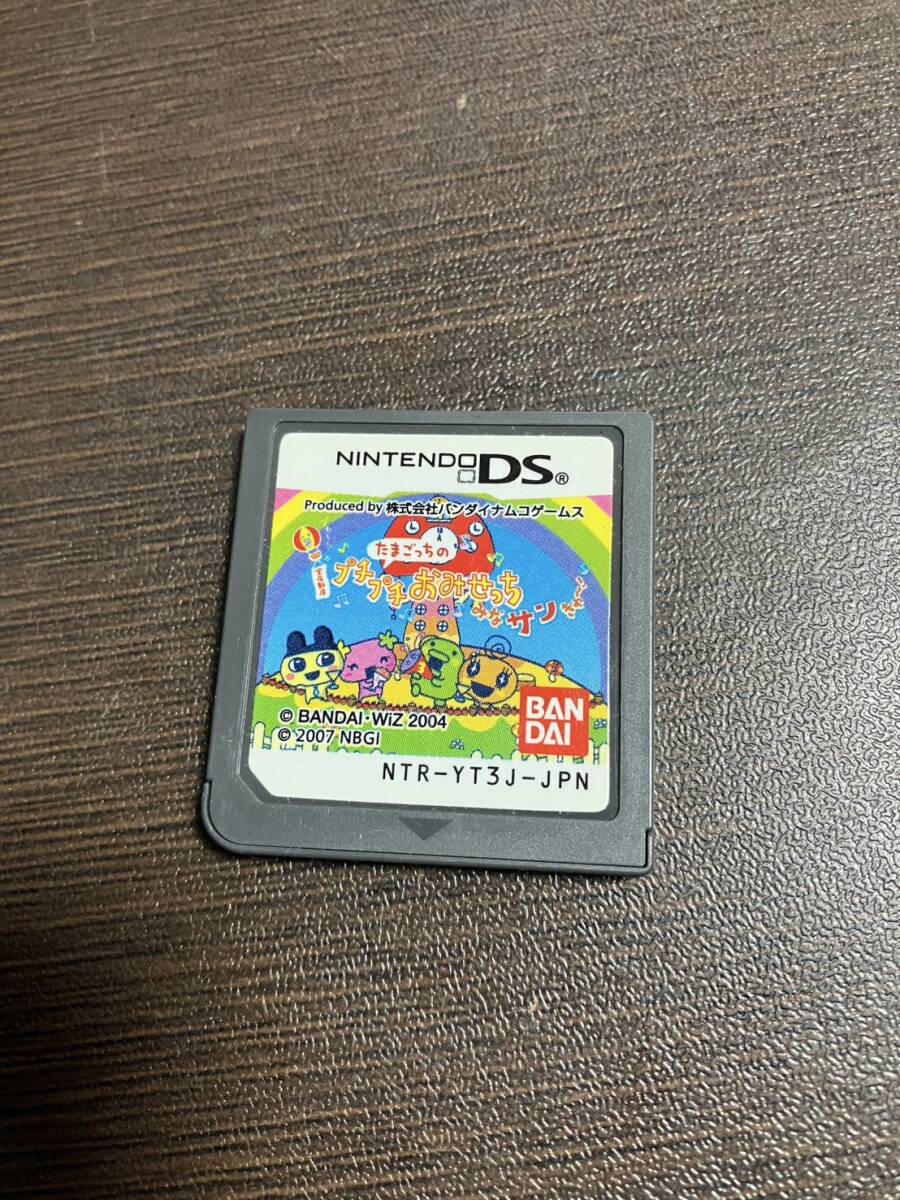 NINTENDO DS®
Produced by 株式会社バンダイナムコゲームス
たまごっちの
プチプチおみせっち
みなサンきゅ〜
© BANDAI・WiZ 2004
© 2007 NBGI
BAN
DAI
NTR-YT3J-JPN